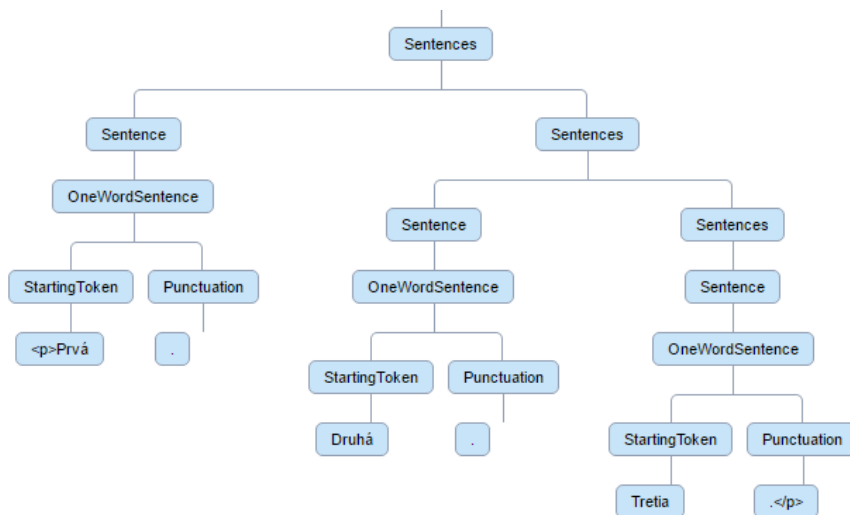 Sentences
Sentence Sentences
OneWordSentence
Sentence Sentences
StartingToken Punctuation OneWordSentence Sentence
<p>Prvá . OneWordSentence
StartingToken Punctuation
Druhá . StartingToken Punctuation
Tretia .</p>